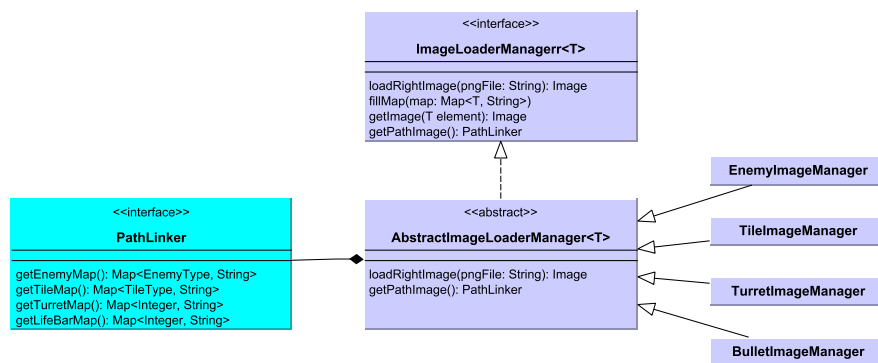 <<interface>>
ImageLoaderManagerr<T>
loadRightImage(pngFile: String): Image
fillMap(map: Map<T, String>)
getImage(T element): Image
getPathImage(): PathLinker
<<interface>>
PathLinker
getEnemyMap(): Map<EnemyType, String>
getTileMap(): Map<TileType, String>
getTurretMap(): Map<Integer, String>
getLifeBarMap(): Map<Integer, String>
<<abstract>>
AbstractImageLoaderManager<T>
loadRightImage(pngFile: String): Image
getPathImage(): PathLinker
EnemyImageManager
TileImageManager
TurretImageManager
BulletImageManager